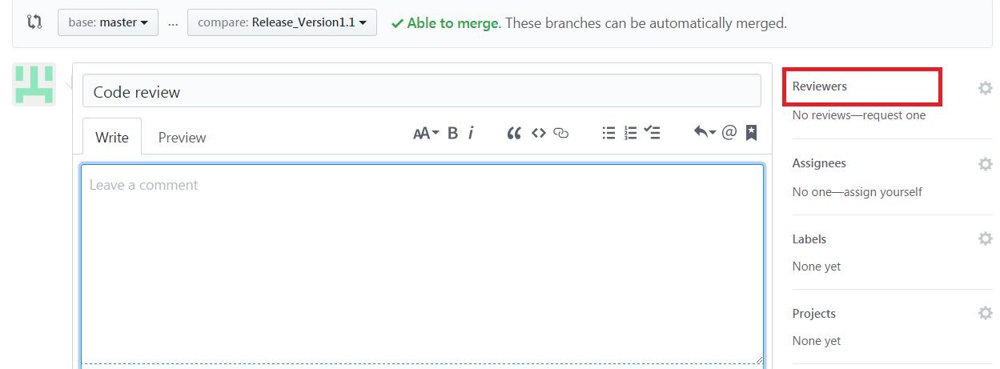 base: master ... compare: Release_Version1.1 Able to merge. These branches can be automatically merged.
Code review
Write Preview
AA B i
Leave a comment
Reviewers
No reviews—request one
Assignees
No one—assign yourself
Labels
None yet
Projects
None yet